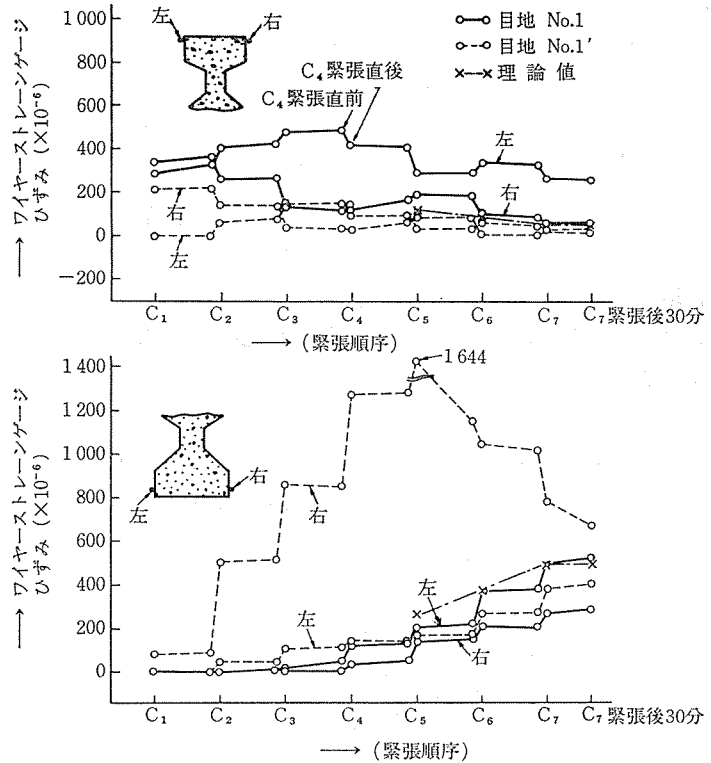 左
右
目地 No.1
目地 No.1′
理論値
1 000
800
600
400
200
0
−200
→ ワイヤーストレーンゲージ
ひずみ (×10⁻⁶)
C₄緊張直後
C₄緊張直前
左
右
右
左
C₁ C₂ C₃ C₄ C₅ C₆ C₇ C₇ 緊張後30分
→ (緊張順序)
1 400
1 200
1 000
800
600
400
200
0
→ ワイヤーストレーンゲージ
ひずみ (×10⁻⁶)
1 644
右
左
右
左
左
右
C₁ C₂ C₃ C₄ C₅ C₆ C₇ C₇ 緊張後30分
→ (緊張順序)